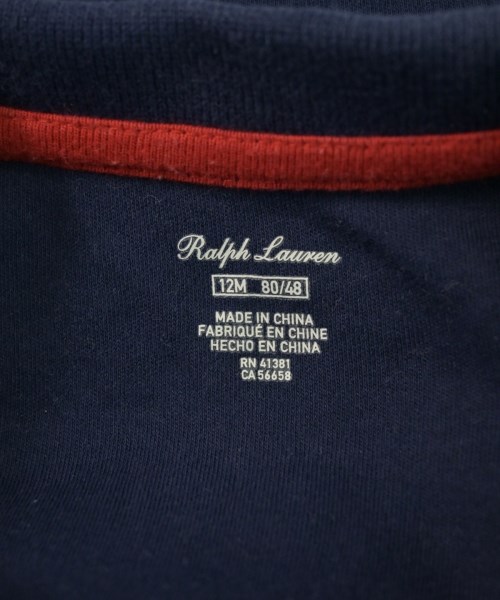 Ralph Lauren
12M 80/48
MADE IN CHINA
FABRIQUÉ EN CHINE
HECHO EN CHINA
RN 41381
CA 56658